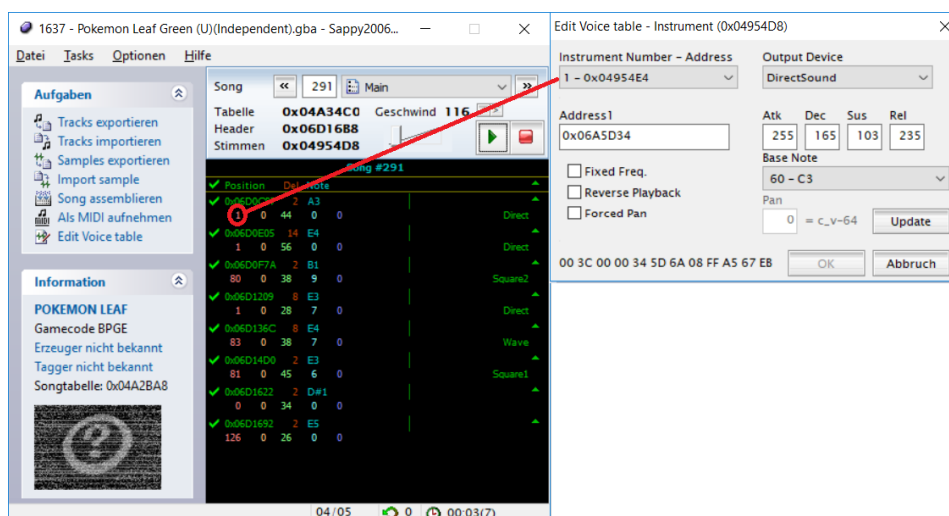 1637 - Pokemon Leaf Green (U)(Independent).gba - Sappy2006...
Datei Tasks Optionen Hilfe
Aufgaben
Tracks exportieren
Tracks importieren
Samples exportieren
Import sample
Song assemblieren
Als MIDI aufnehmen
Edit Voice table
Information
POKEMON LEAF
Gamecode BPGE
Erzeuger nicht bekannt
Tagger nicht bekannt
Songtabelle: 0x04A2BA8
Song 291 Main
Tabelle 0x04A34C0 Geschwind 116
Header 0x06D16B8
Stimmen 0x04954D8
Song #291
Position Del Note
2 A3
1 0 44 0 0 Direct
0x06D0E05 14 E4
1 0 56 0 0 Direct
0x06D0F7A 2 B1
80 0 38 9 0 Square2
0x06D1209 8 E3
1 0 28 7 0 Direct
0x06D136C 8 E4
83 0 38 7 0 Wave
0x06D14D0 2 E3
81 0 45 6 0 Square1
0x06D1622 2 D#1
0 0 34 0 0
0x06D1692 2 E5
126 0 26 0 0
04/05 0 00:03(7)
Edit Voice table - Instrument (0x04954D8)
Instrument Number - Address Output Device
1 - 0x04954E4 DirectSound
Address1 Atk Dec Sus Rel
0x06A5D34 255 165 103 235
Base Note
60 - C3
Fixed Freq.
Reverse Playback
Forced Pan
Pan
0 = c_v-64 Update
00 3C 00 00 34 5D 6A 08 FF A5 67 EB OK Abbruch